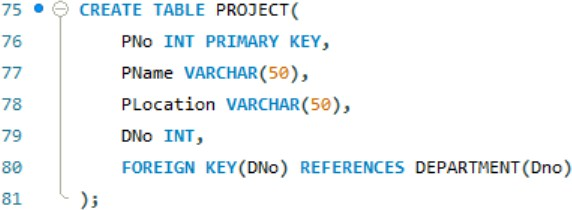 75 CREATE TABLE PROJECT(
76 PNo INT PRIMARY KEY,
77 PName VARCHAR(50),
78 PLocation VARCHAR(50),
79 DNo INT,
80 FOREIGN KEY(DNo) REFERENCES DEPARTMENT(Dno)
81 );